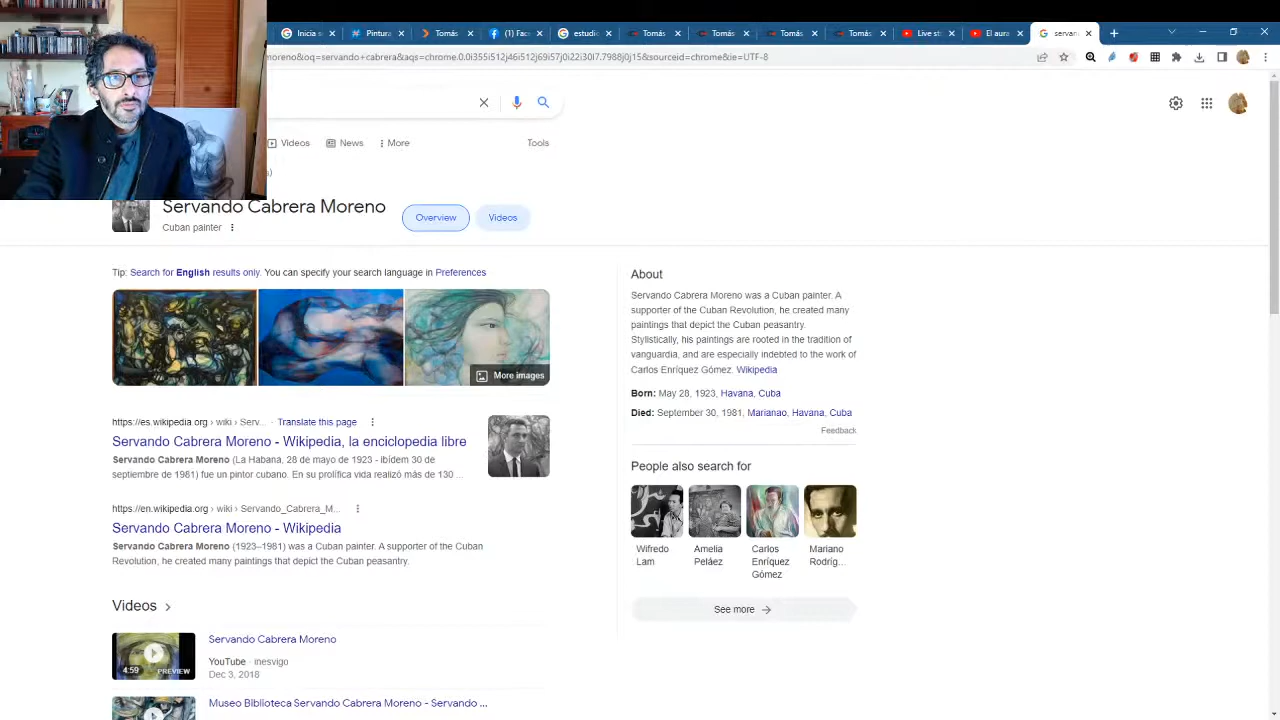 Inicia s
Pintura
Tomás
(1) Fac
estudi
Tomás
Tomás
Tomás
Live st
El aura
servan
moreno&oq=servando+cabrera&aqs=chrome.0.0i355i512j46i512j69i57j0i22i30l7.7988j0j15&sourceid=chrome&ie=UTF-8
Videos
News
More
Tools
Servando Cabrera Moreno
Cuban painter
Overview
Videos
Tip: Search for English results only. You can specify your search language in Preferences
More images
https://es.wikipedia.org › wiki › Serv... · Translate this page
Servando Cabrera Moreno - Wikipedia, la enciclopedia libre
Servando Cabrera Moreno (La Habana, 28 de mayo de 1923 - ibídem 30 de
septiembre de 1981) fue un pintor cubano. En su prolífica vida realizó más de 130 ...
https://en.wikipedia.org › wiki › Servando_Cabrera_M...
Servando Cabrera Moreno - Wikipedia
Servando Cabrera Moreno (1923–1981) was a Cuban painter. A supporter of the Cuban
Revolution, he created many paintings that depict the Cuban peasantry.
Videos
4:59
PREVIEW
Servando Cabrera Moreno
YouTube · inesvigo
Dec 3, 2018
Museo Biblioteca Servando Cabrera Moreno - Servando ...
About
Servando Cabrera Moreno was a Cuban painter. A
supporter of the Cuban Revolution, he created many
paintings that depict the Cuban peasantry.
Stylistically, his paintings are rooted in the tradition of
vanguardia, and are especially indebted to the work of
Carlos Enríquez Gómez. Wikipedia
Born: May 28, 1923, Havana, Cuba
Died: September 30, 1981, Marianao, Havana, Cuba
Feedback
People also search for
Wifredo
Lam
Amelia
Peláez
Carlos
Enríquez
Gómez
Mariano
Rodríg...
See more